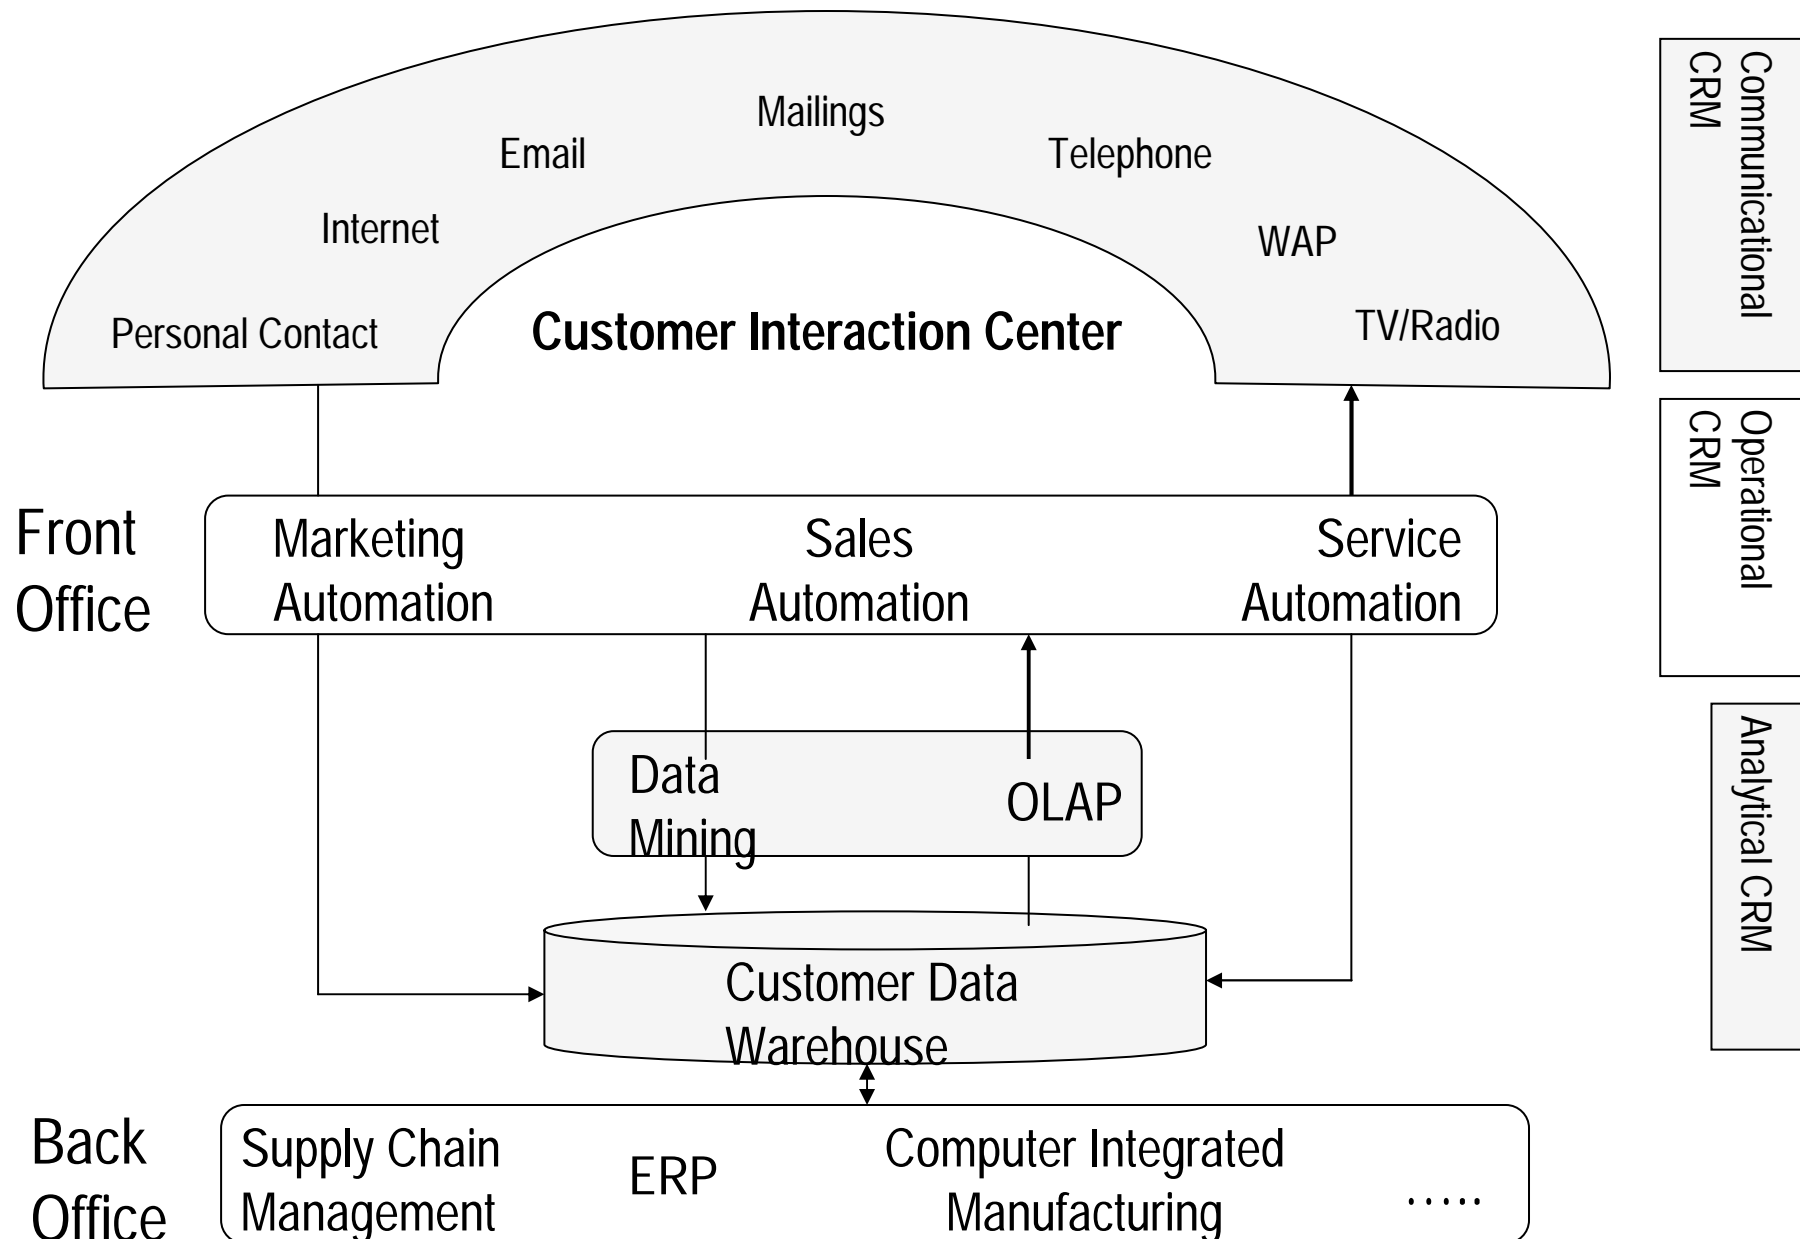 Mailings
Email
Telephone
Internet
WAP
Personal Contact
Customer Interaction Center
TV/Radio
Communicational
CRM
Front
Office
Marketing
Automation
Sales
Automation
Service
Automation
Operational
CRM
Data
Mining
OLAP
Analytical CRM
Customer Data
Warehouse
Back
Office
Supply Chain
Management
ERP
Computer Integrated
Manufacturing
.....